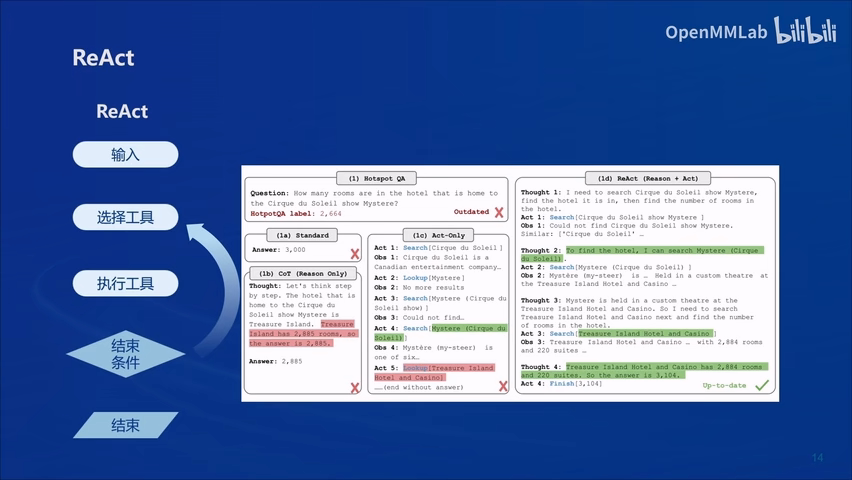 OpenMMLab bilibili
ReAct
ReAct
输入
选择工具
执行工具
结束
条件
结束
(1) Hotspot QA
Question: How many rooms are in the hotel that is home to
the Cirque du Soleil show Mystere?
HotpotQA label: 2,664
Outdated
(1a) Standard
Answer: 3,000
(1b) CoT (Reason Only)
Thought: Let's think step
by step. The hotel that is
home to the Cirque du
Soleil show Mystere is
Treasure Island. Treasure
Island has 2,885 rooms, so
the answer is 2,885.
Answer: 2,885
(1c) Act-Only
Act 1: Search[Cirque du Soleil ]
Obs 1: Cirque du Soleil is a
Canadian entertainment company…
Act 2: Lookup[Mystere]
Obs 2: No more results
Act 3: Search[Mystere (Cirque du
Soleil show)]
Obs 3: Could not find…
Act 4: Search[Mystere (Cirque du
Soleil)]
Obs 4: Mystère (my-steer) is
one of six…
Act 5: Lookup[Treasure Island
Hotel and Casino]
……(end without answer)
(1d) ReAct (Reason + Act)
Thought 1: I need to search Cirque du Soleil show Mystere,
find the hotel it is in, then find the number of rooms in
the hotel.
Act 1: Search[Cirque du Soleil show Mystere ]
Obs 1: Could not find Cirque du Soleil show Mystere.
Similar: ['Cirque du Soleil' …
Thought 2: To find the hotel, I can search Mystere (Cirque
du Soleil).
Act 2: Search[Mystere (Cirque du Soleil) ]
Obs 2: Mystère (my-steer) is … Held in a custom theatre at
the Treasure Island Hotel and Casino …
Thought 3: Mystere is held in a custom theatre at the
Treasure Island Hotel and Casino. So I need to search
Treasure Island Hotel and Casino next and find the number
of rooms in the hotel.
Act 3: Search[Treasure Island Hotel and Casino ]
Obs 3: Treasure Island Hotel and Casino … with 2,884 rooms
and 220 suites …
Thought 4: Treasure Island Hotel and Casino has 2,884 rooms
and 220 suites. So the answer is 3,104.
Act 4: Finish[3,104]
Up-to-date
14